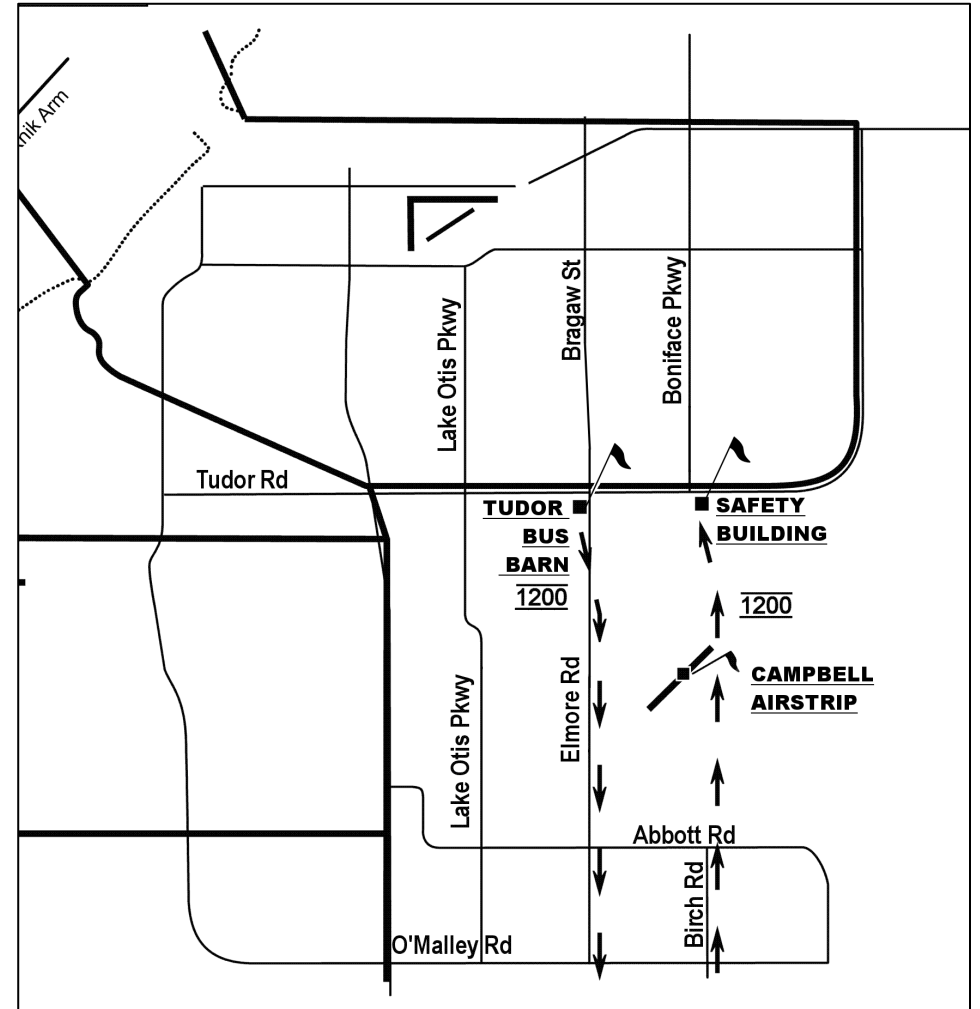 Arm
Bragaw St
Boniface Pkwy
Lake Otis Pkwy
Tudor Rd
TUDOR
BUS
BARN
1200
SAFETY
BUILDING
1200
CAMPBELL
AIRSTRIP
Elmore Rd
Lake Otis Pkwy
Abbott Rd
Birch Rd
O'Malley Rd